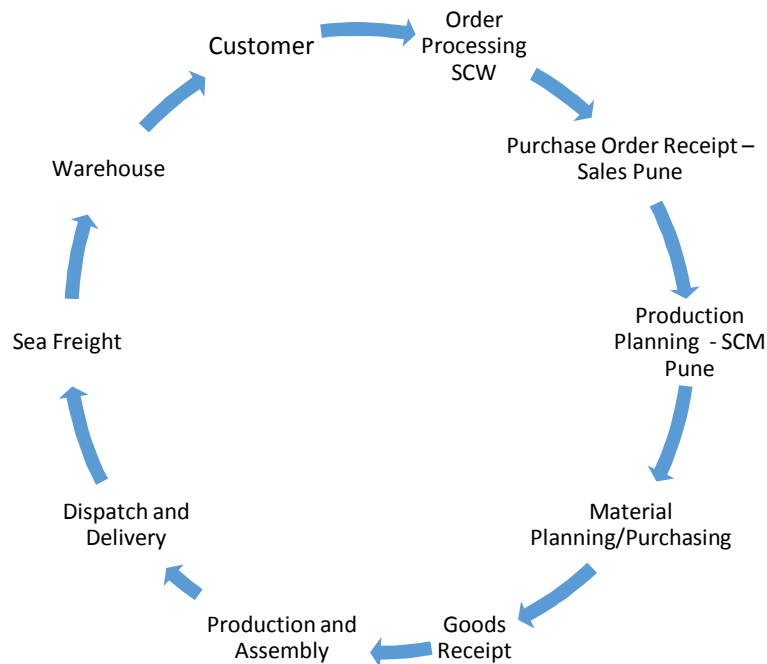 Customer
Order
Processing
SCW
Purchase Order Receipt –
Sales Pune
Production
Planning - SCM
Pune
Material
Planning/Purchasing
Goods
Receipt
Production and
Assembly
Dispatch and
Delivery
Sea Freight
Warehouse